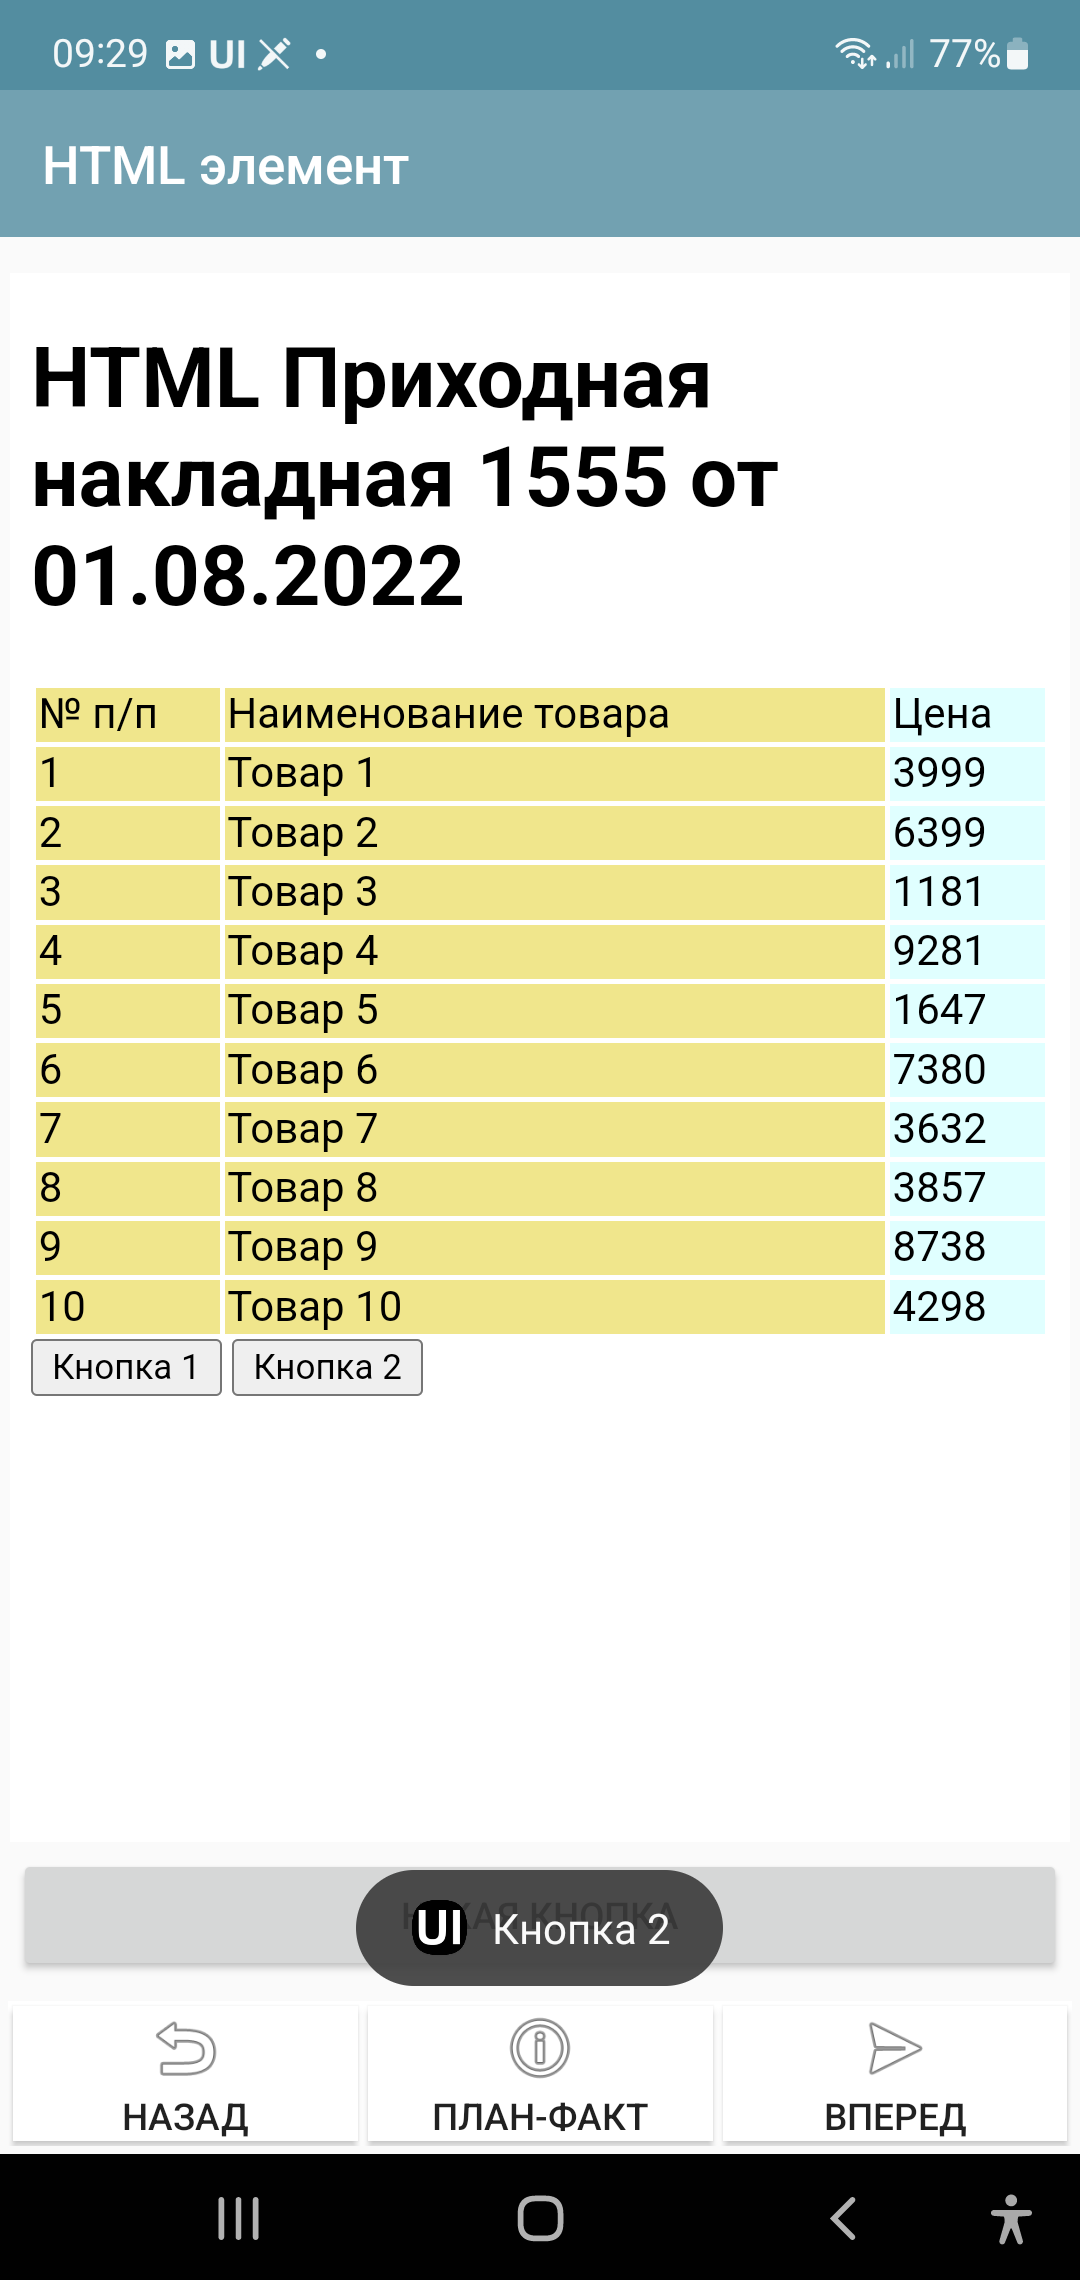 09:29 UI 77%
HTML элемент
HTML Приходная
накладная 1555 от
01.08.2022
№ п/п Наименование товара Цена
1 Товар 1 3999
2 Товар 2 6399
3 Товар 3 1181
4 Товар 4 9281
5 Товар 5 1647
6 Товар 6 7380
7 Товар 7 3632
8 Товар 8 3857
9 Товар 9 8738
10 Товар 10 4298
Кнопка 1 Кнопка 2
КНОПКА
UI Кнопка 2
НАЗАД ПЛАН-ФАКТ ВПЕРЕД